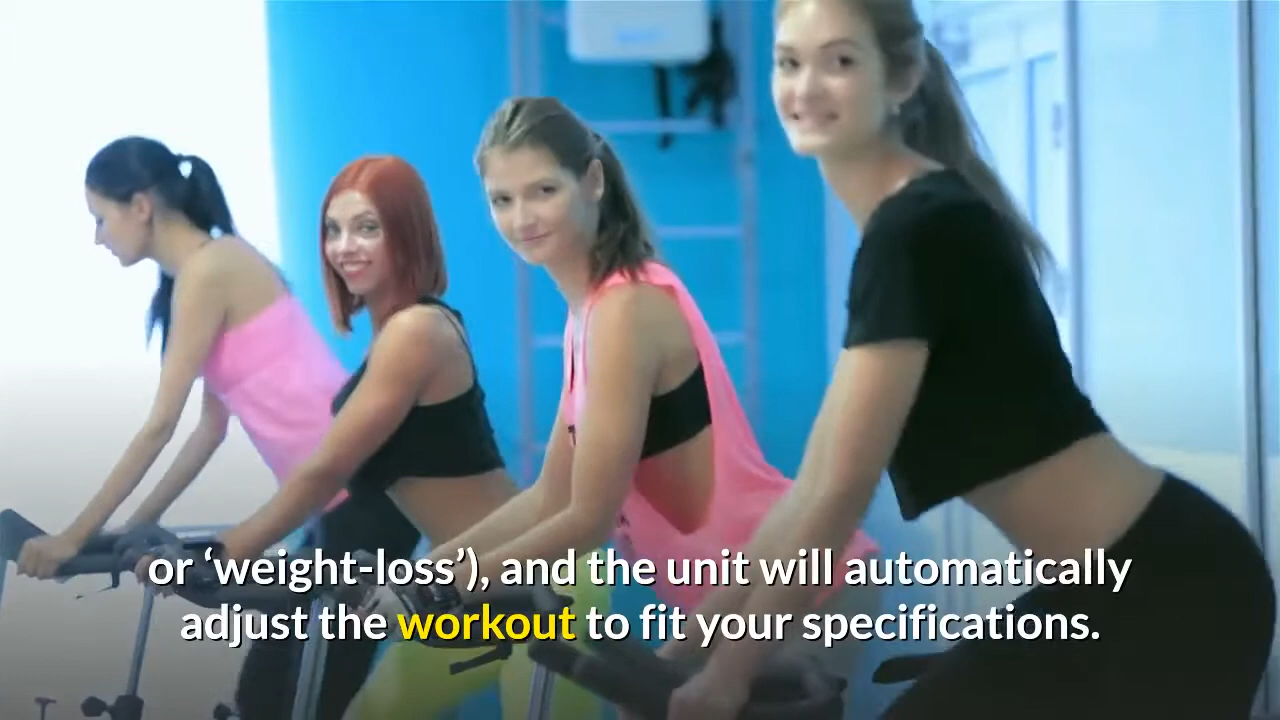 or ‘weight-loss’), and the unit will automatically
adjust the workout to fit your specifications.